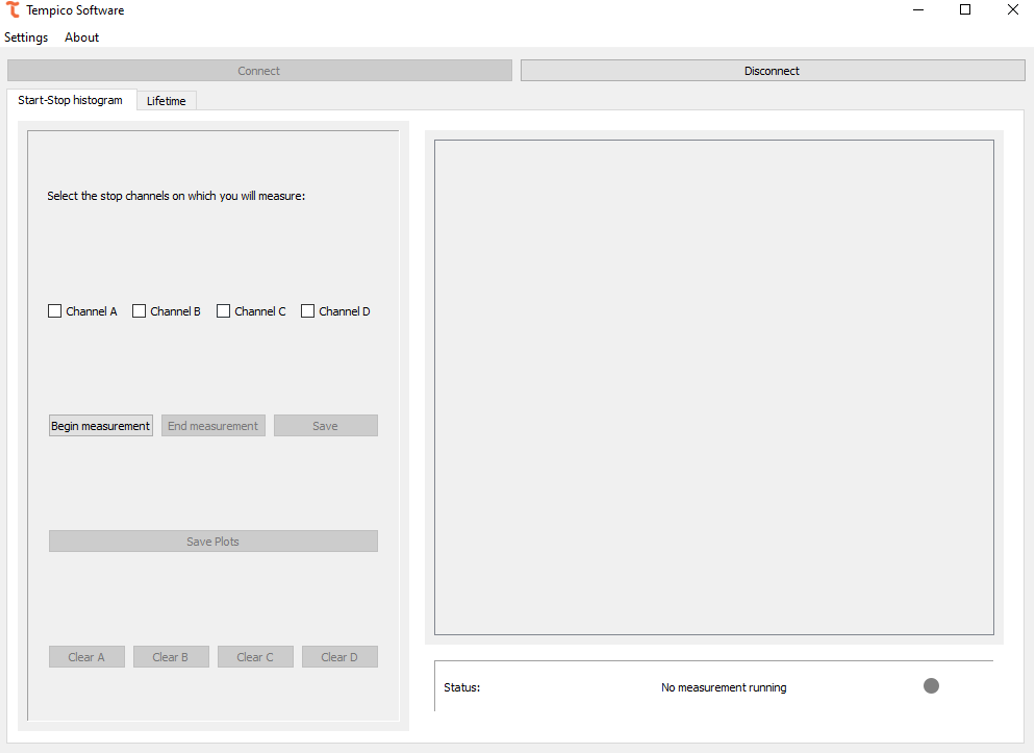 Tempico Software
Settings About
Connect Disconnect
Start-Stop histogram Lifetime
Select the stop channels on which you will measure:
Channel A Channel B Channel C Channel D
Begin measurement End measurement Save
Save Plots
Clear A Clear B Clear C Clear D
Status: No measurement running